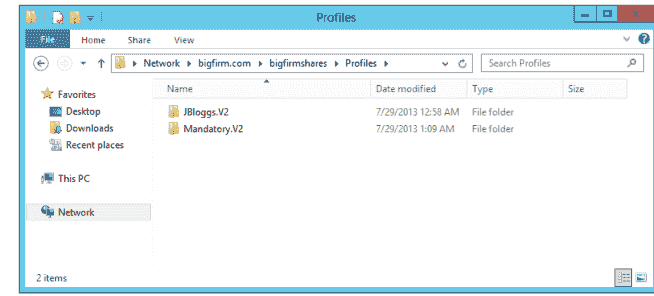 Profiles
File Home Share View
Network bigfirm.com bigfirmshares Profiles Search Profiles
Name Date modified Type Size
Favorites
Desktop
Downloads
Recent places
This PC
Network
JBloggs.V2 7/29/2013 12:58 AM File folder
Mandatory.V2 7/29/2013 1:09 AM File folder
2 items